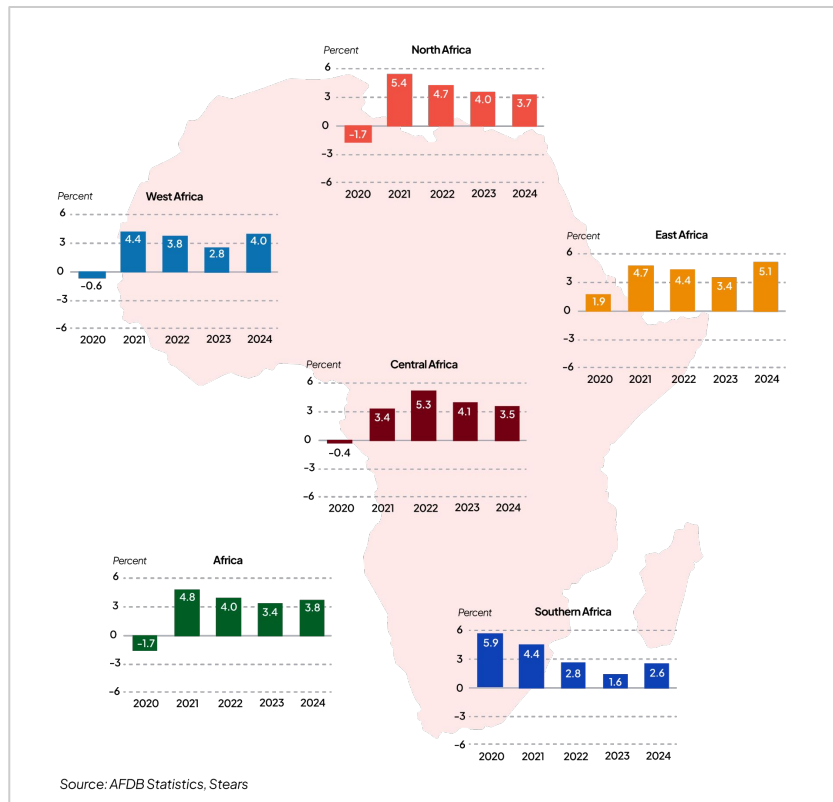 Percent North Africa
6
5.4 4.7 4.0 3.7
3
0
-1.7
-3
-6
2020 2021 2022 2023 2024
Percent West Africa
6
4.4 3.8 2.8 4.0
3
0
-0.6
-3
-6
2020 2021 2022 2023 2024
Percent East Africa
6
1.9 4.7 4.4 3.4 5.1
3
0
-3
-6
2020 2021 2022 2023 2024
Percent Central Africa
6
3.4 5.3 4.1 3.5
3
0
-0.4
-3
-6
2020 2021 2022 2023 2024
Percent Africa
6
4.8 4.0 3.4 3.8
3
0
-1.7
-3
-6
2020 2021 2022 2023 2024
Percent Southern Africa
6
5.9 4.4 2.8 1.6 2.6
3
0
-3
-6
2020 2021 2022 2023 2024
Source: AFDB Statistics, Stears